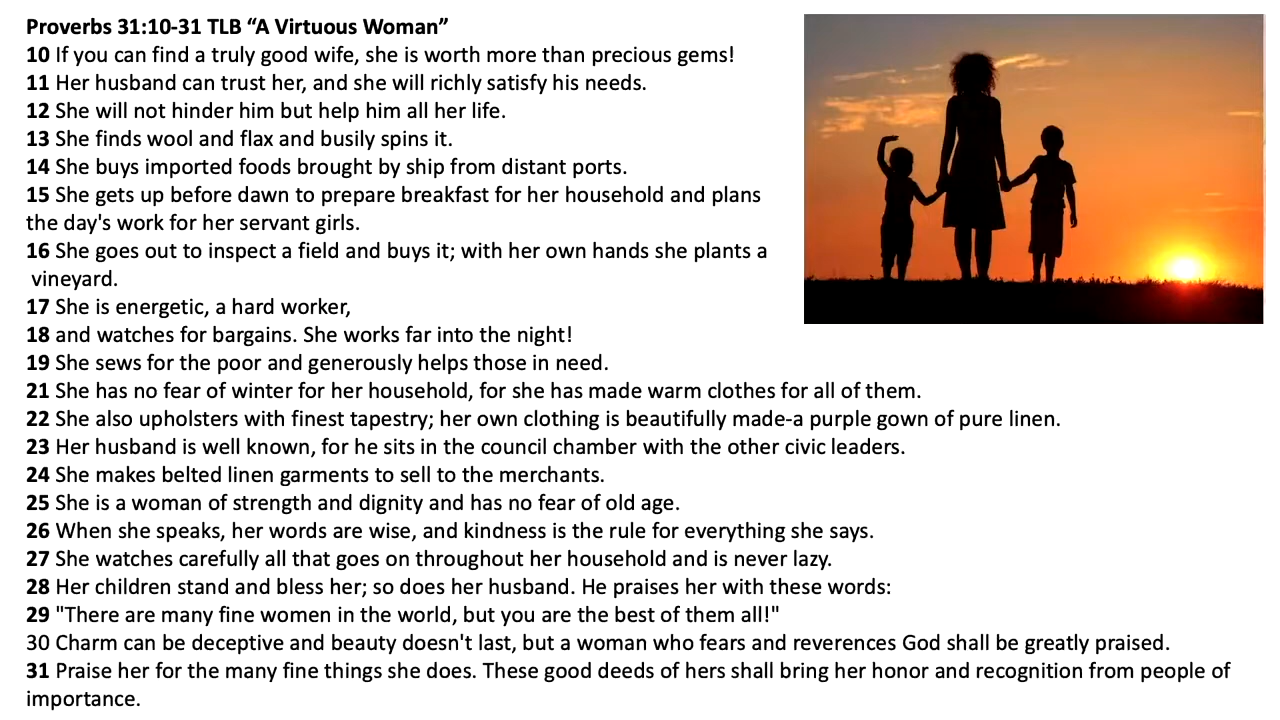 Proverbs 31:10-31 TLB “A Virtuous Woman”
10 If you can find a truly good wife, she is worth more than precious gems!
11 Her husband can trust her, and she will richly satisfy his needs.
12 She will not hinder him but help him all her life.
13 She finds wool and flax and busily spins it.
14 She buys imported foods brought by ship from distant ports.
15 She gets up before dawn to prepare breakfast for her household and plans
the day's work for her servant girls.
16 She goes out to inspect a field and buys it; with her own hands she plants a
vineyard.
17 She is energetic, a hard worker,
18 and watches for bargains. She works far into the night!
19 She sews for the poor and generously helps those in need.
21 She has no fear of winter for her household, for she has made warm clothes for all of them.
22 She also upholsters with finest tapestry; her own clothing is beautifully made-a purple gown of pure linen.
23 Her husband is well known, for he sits in the council chamber with the other civic leaders.
24 She makes belted linen garments to sell to the merchants.
25 She is a woman of strength and dignity and has no fear of old age.
26 When she speaks, her words are wise, and kindness is the rule for everything she says.
27 She watches carefully all that goes on throughout her household and is never lazy.
28 Her children stand and bless her; so does her husband. He praises her with these words:
29 "There are many fine women in the world, but you are the best of them all!"
30 Charm can be deceptive and beauty doesn't last, but a woman who fears and reverences God shall be greatly praised.
31 Praise her for the many fine things she does. These good deeds of hers shall bring her honor and recognition from people of
importance.